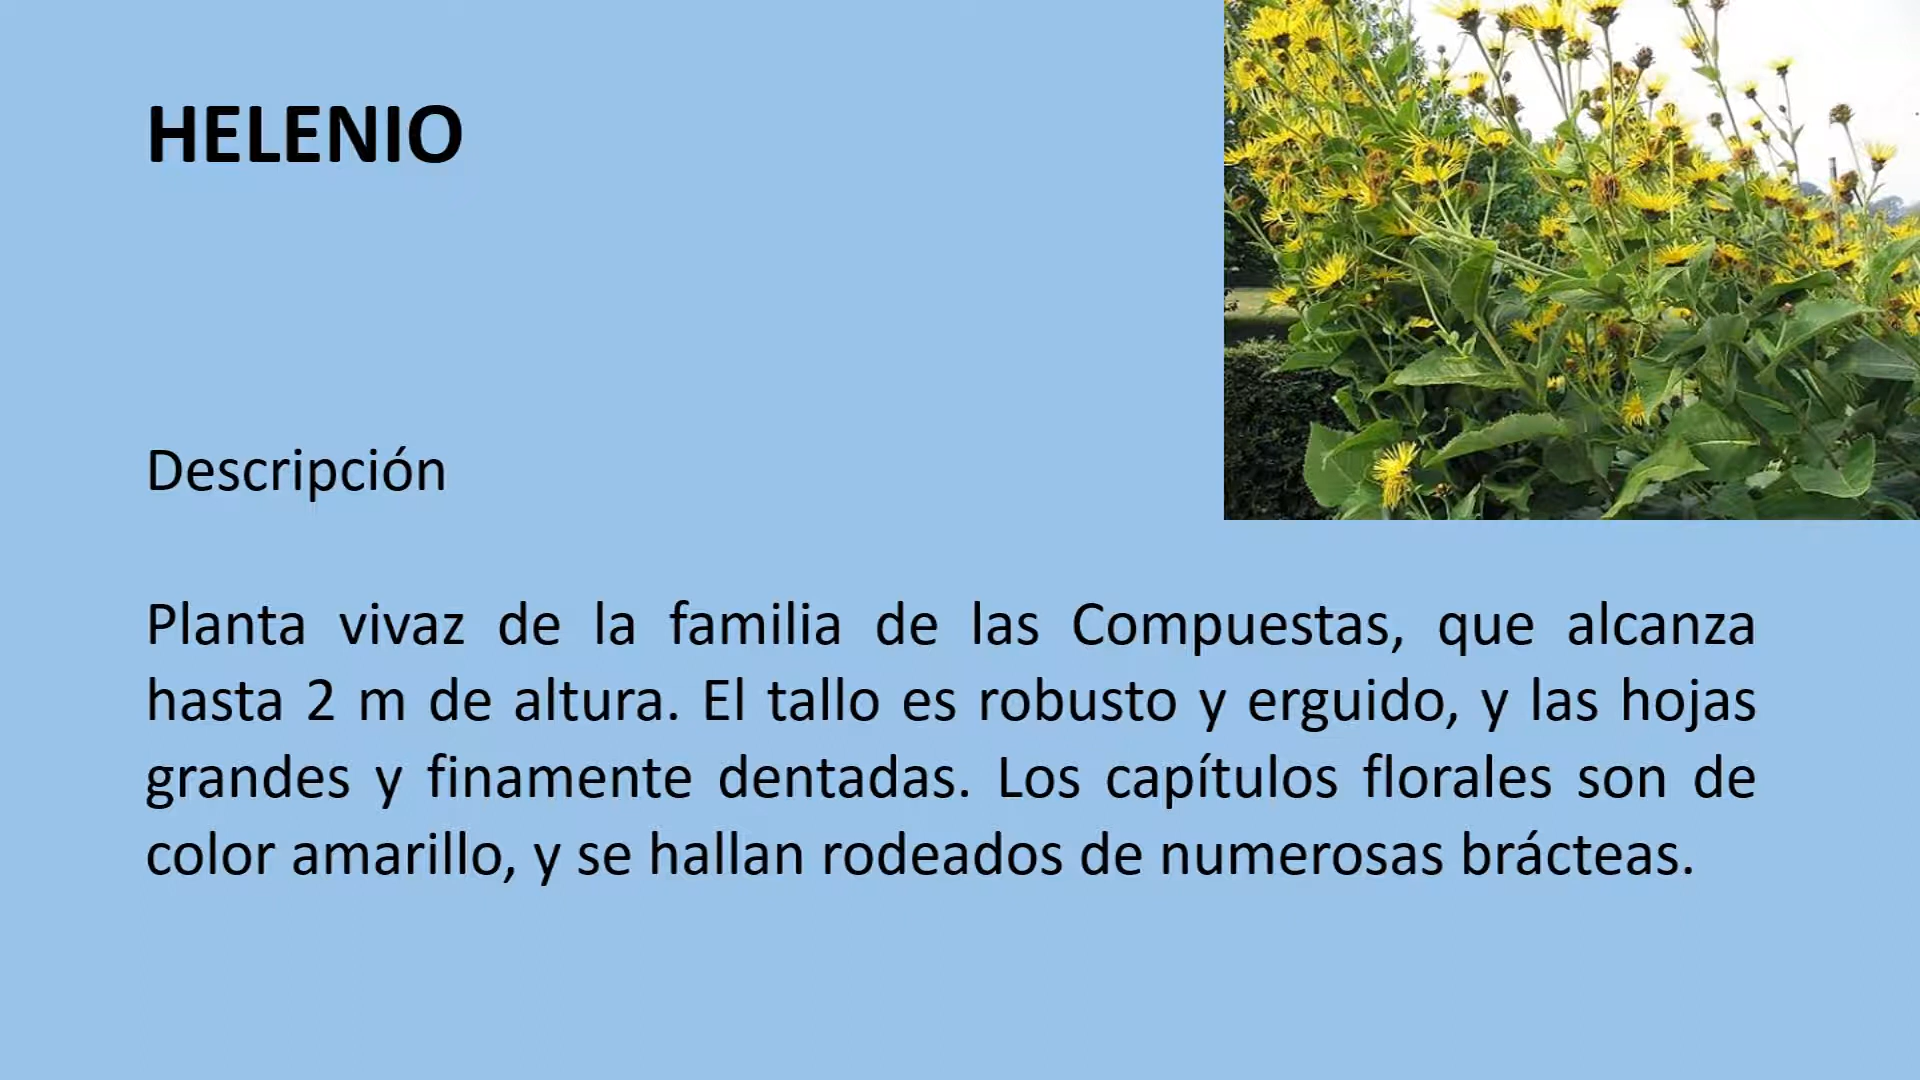 HELENIO
Descripción
Planta vivaz de la familia de las Compuestas, que alcanza
hasta 2 m de altura. El tallo es robusto y erguido, y las hojas
grandes y finamente dentadas. Los capítulos florales son de
color amarillo, y se hallan rodeados de numerosas brácteas.